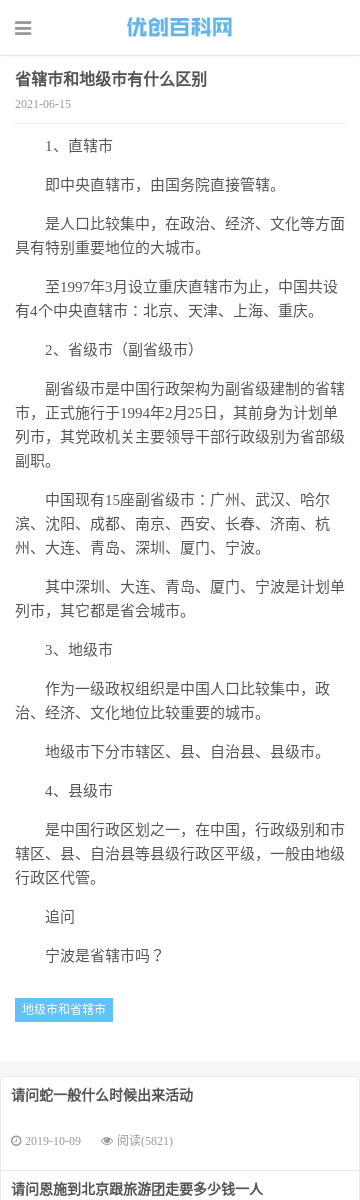 优创百科网
省辖市和地级市有什么区别
2021-06-15
1、直辖市
即中央直辖市，由国务院直接管辖。
是人口比较集中，在政治、经济、文化等方面
具有特别重要地位的大城市。
至1997年3月设立重庆直辖市为止，中国共设
有4个中央直辖市：北京、天津、上海、重庆。
2、省级市（副省级市）
副省级市是中国行政架构为副省级建制的省辖
市，正式施行于1994年2月25日，其前身为计划单
列市，其党政机关主要领导干部行政级别为省部级
副职。
中国现有15座副省级市：广州、武汉、哈尔
滨、沈阳、成都、南京、西安、长春、济南、杭
州、大连、青岛、深圳、厦门、宁波。
其中深圳、大连、青岛、厦门、宁波是计划单
列市，其它都是省会城市。
3、地级市
作为一级政权组织是中国人口比较集中，政
治、经济、文化地位比较重要的城市。
地级市下分市辖区、县、自治县、县级市。
4、县级市
是中国行政区划之一，在中国，行政级别和市
辖区、县、自治县等县级行政区平级，一般由地级
行政区代管。
追问
宁波是省辖市吗？
地级市和省辖市
请问蛇一般什么时候出来活动
2019-10-09 阅读(5821)
请问恩施到北京跟旅游团走要多少钱一人